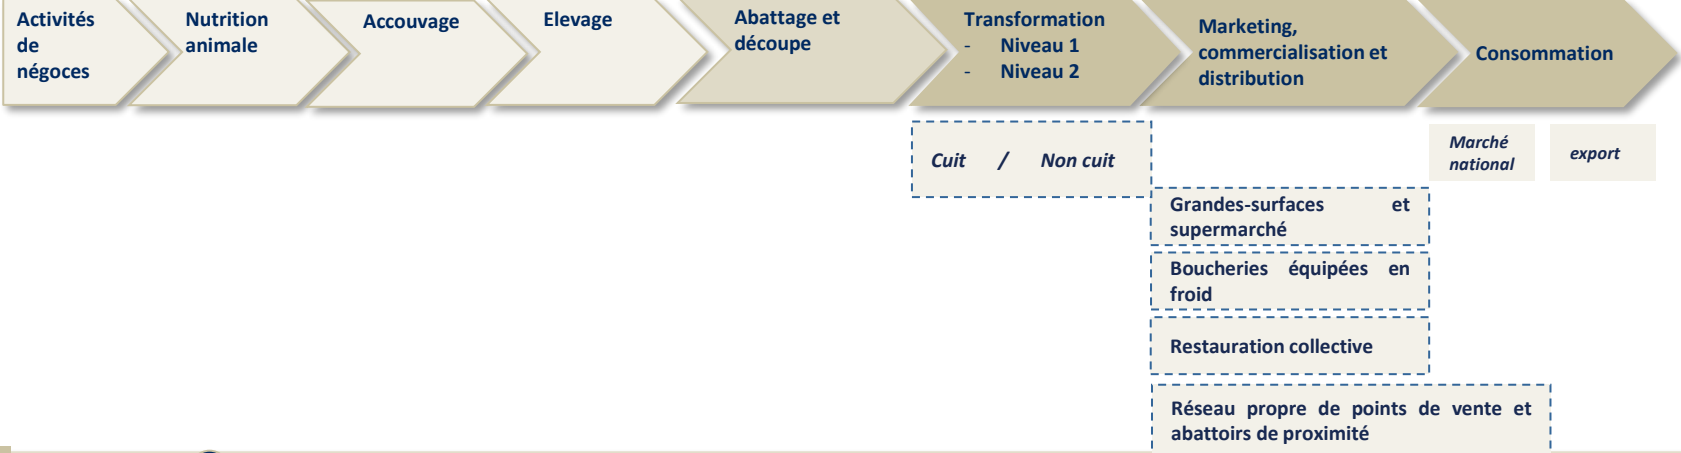 Activités
de
négoces
Nutrition
animale
Accouvage
Elevage
Abattage et
découpe
Transformation
- Niveau 1
- Niveau 2
Marketing,
commercialisation et
distribution
Consommation
Cuit / Non cuit
Marché
national
export
Grandes-surfaces et
supermarché
Boucheries équipées en
froid
Restauration collective
Réseau propre de points de vente et
abattoirs de proximité